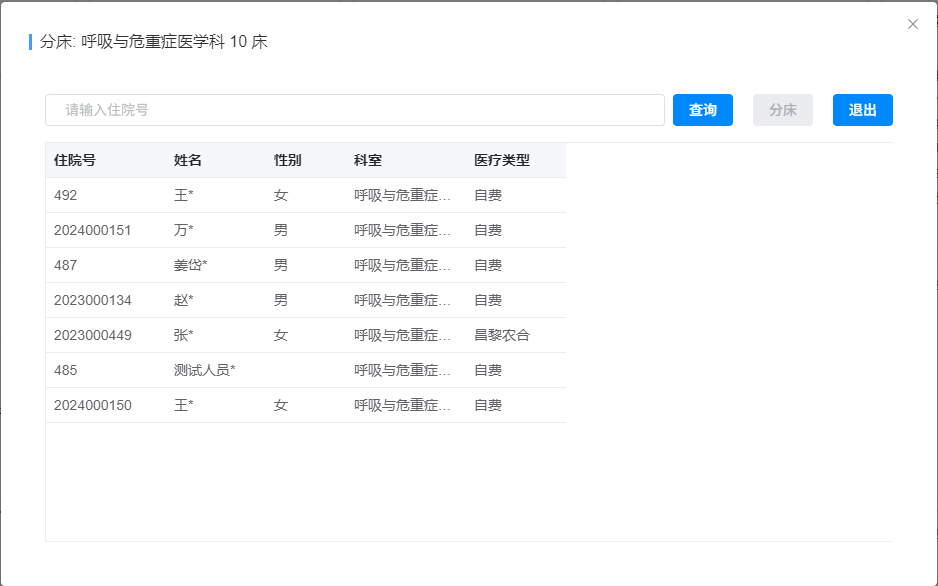 分床: 呼吸与危重症医学科 10 床
请输入住院号 查询 分床 退出
住院号 姓名 性别 科室 医疗类型
492 王* 女 呼吸与危重症... 自费
2024000151 万* 男 呼吸与危重症... 自费
487 姜岱* 男 呼吸与危重症... 自费
2023000134 赵* 男 呼吸与危重症... 自费
2023000449 张* 女 呼吸与危重症... 昌黎农合
485 测试人员* 呼吸与危重症... 自费
2024000150 王* 女 呼吸与危重症... 自费